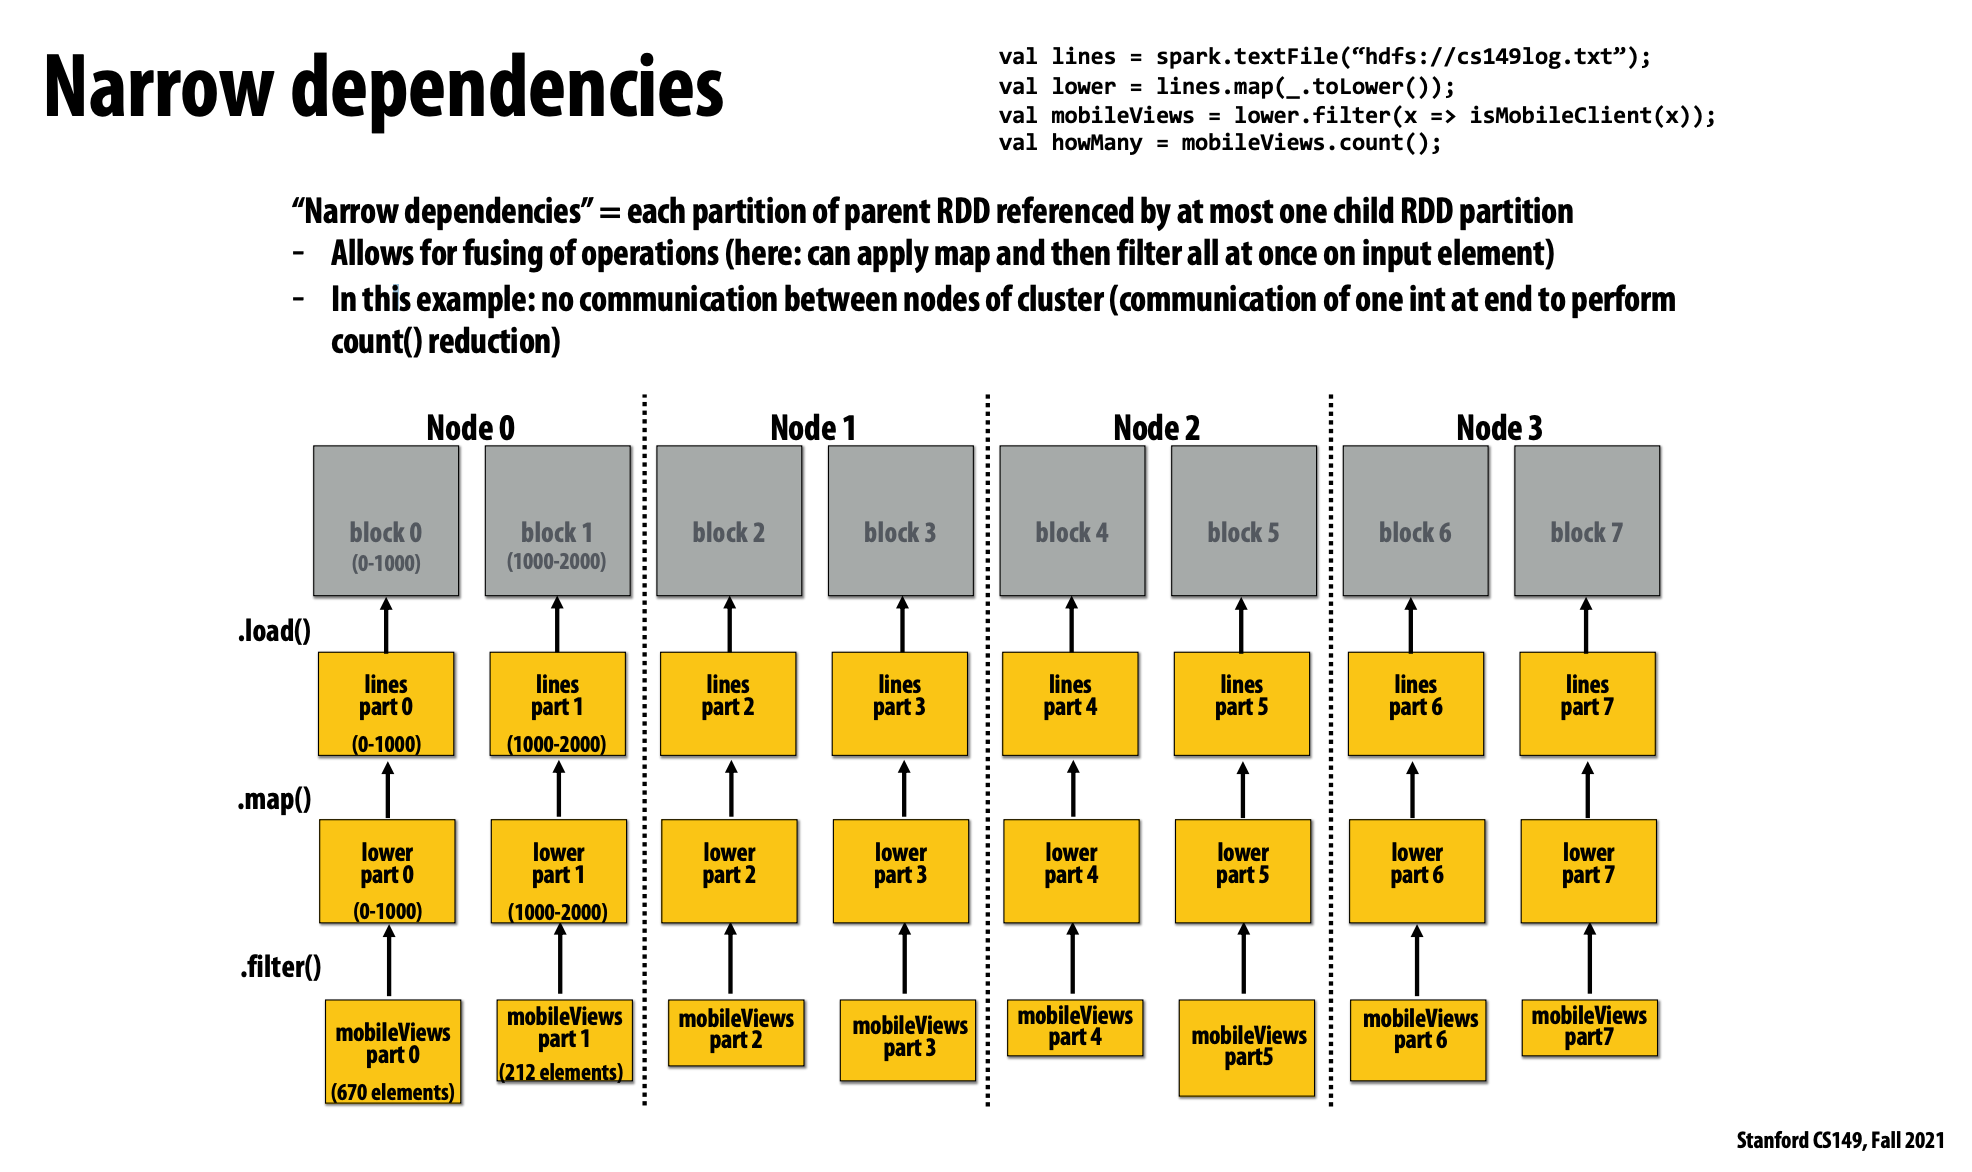 Narrow dependencies
val lines = spark.textFile(“hdfs://cs149log.txt”);
val lower = lines.map(_.toLower());
val mobileViews = lower.filter(x => isMobileClient(x));
val howMany = mobileViews.count();
“Narrow dependencies” = each partition of parent RDD referenced by at most one child RDD partition
- Allows for fusing of operations (here: can apply map and then filter all at once on input element)
- In this example: no communication between nodes of cluster (communication of one int at end to perform
count() reduction)
Node 0 Node 1 Node 2 Node 3
block 0 block 1 block 2 block 3 block 4 block 5 block 6 block 7
(0-1000) (1000-2000)
.load()
lines lines lines lines lines lines lines lines
part 0 part 1 part 2 part 3 part 4 part 5 part 6 part 7
(0-1000) (1000-2000)
.map()
lower lower lower lower lower lower lower lower
part 0 part 1 part 2 part 3 part 4 part 5 part 6 part 7
(0-1000) (1000-2000)
.filter()
mobileViews mobileViews mobileViews mobileViews mobileViews mobileViews mobileViews mobileViews
part 0 part 1 part 2 part 3 part 4 part5 part 6 part7
(670 elements) (212 elements)
Stanford CS149, Fall 2021